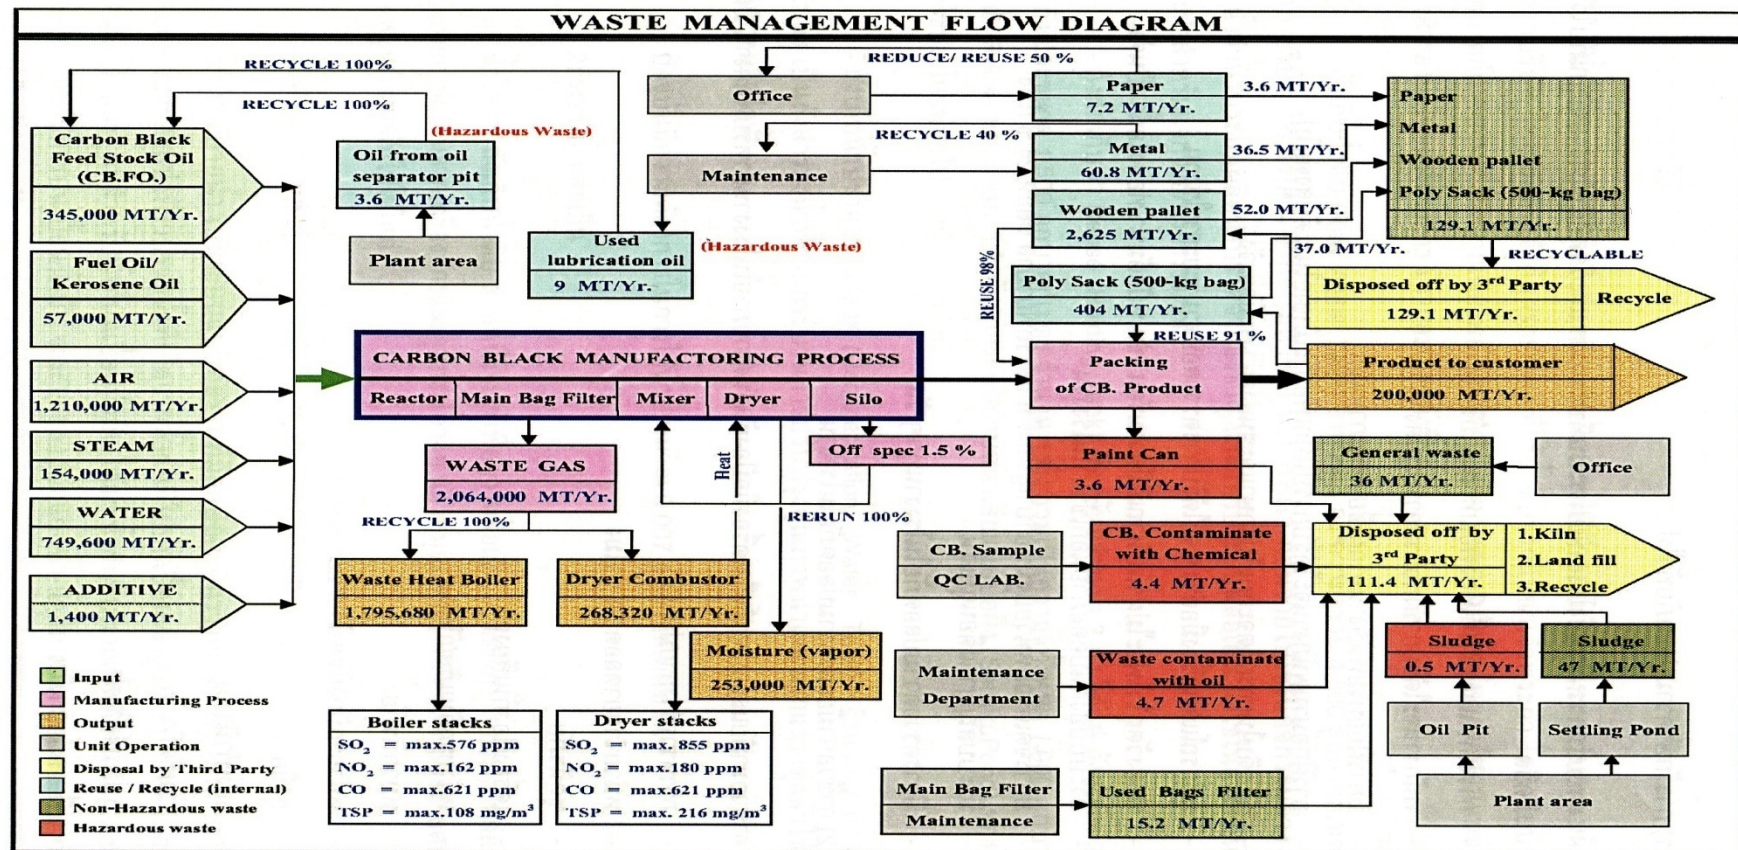 WASTE MANAGEMENT FLOW DIAGRAM
RECYCLE 100%
RECYCLE 100%
(Hazardous Waste)
Carbon Black
Feed Stock Oil
(CB.FO.)
345,000 MT/Yr.
Oil from oil
separator pit
3.6 MT/Yr.
Plant area
Used
lubrication oil
9 MT/Yr.
(Hazardous Waste)
Fuel Oil/
Kerosene Oil
57,000 MT/Yr.
AIR
1,210,000 MT/Yr.
STEAM
154,000 MT/Yr.
WATER
749,600 MT/Yr.
ADDITIVE
1,400 MT/Yr.
REDUCE/ REUSE 50 %
Office
Paper
7.2 MT/Yr.
3.6 MT/Yr.
RECYCLE 40 %
Maintenance
Metal
60.8 MT/Yr.
36.5 MT/Yr.
Wooden pallet
2,625 MT/Yr.
52.0 MT/Yr.
37.0 MT/Yr.
REUSE 98%
Poly Sack (500-kg bag)
404 MT/Yr.
REUSE 91 %
Paper
Metal
Wooden pallet
Poly Sack (500-kg bag)
129.1 MT/Yr.
RECYCLABLE
Disposed off by 3rd Party
129.1 MT/Yr.
Recycle
CARBON BLACK MANUFACTORING PROCESS
Reactor
Main Bag Filter
Mixer
Dryer
Silo
Packing
of CB. Product
Product to customer
200,000 MT/Yr.
WASTE GAS
2,064,000 MT/Yr.
RECYCLE 100%
Heat
Off spec 1.5 %
RERUN 100%
Waste Heat Boiler
1,795,680 MT/Yr.
Dryer Combustor
268,320 MT/Yr.
Moisture (vapor)
253,000 MT/Yr.
Boiler stacks
SO2 = max.576 ppm
NO2 = max.162 ppm
CO = max.621 ppm
TSP = max.108 mg/m3
Dryer stacks
SO2 = max. 855 ppm
NO2 = max.180 ppm
CO = max.621 ppm
TSP = max. 216 mg/m3
Paint Can
3.6 MT/Yr.
General waste
36 MT/Yr.
Office
CB. Sample
QC LAB.
CB. Contaminate
with Chemical
4.4 MT/Yr.
Disposed off by
3rd Party
111.4 MT/Yr.
1.Kiln
2.Land fill
3.Recycle
Maintenance
Department
Waste contaminate
with oil
4.7 MT/Yr.
Sludge
0.5 MT/Yr.
Sludge
47 MT/Yr.
Oil Pit
Settling Pond
Plant area
Main Bag Filter
Maintenance
Used Bags Filter
15.2 MT/Yr.
Input
Manufacturing Process
Output
Unit Operation
Disposal by Third Party
Reuse / Recycle (internal)
Non-Hazardous waste
Hazardous waste